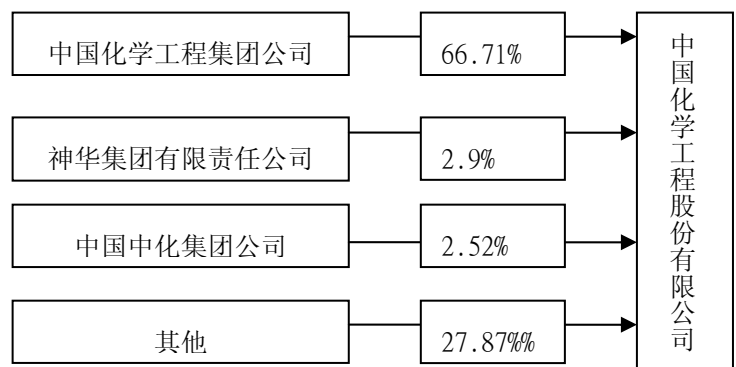 中国化学工程集团公司
66.71%
神华集团有限责任公司
2.9%
中国中化集团公司
2.52%
其他
27.87%%
中国化学工程股份有限公司